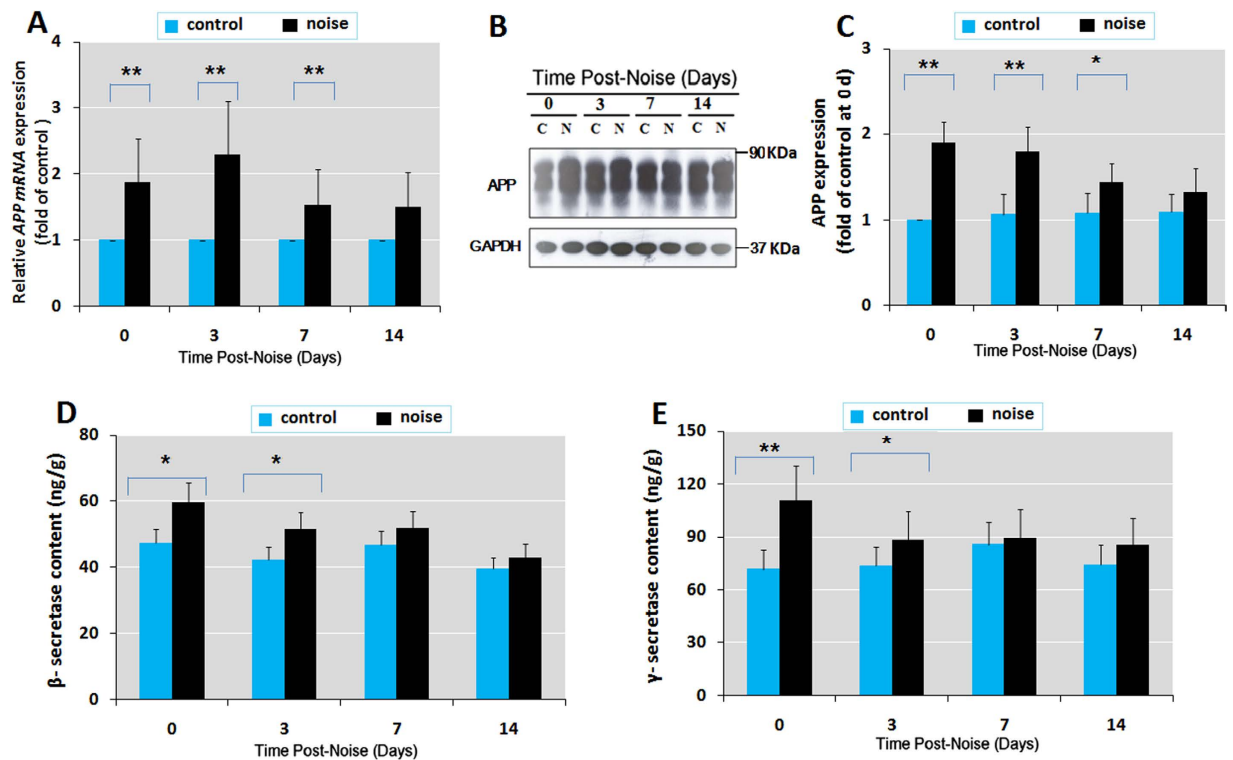 A
control noise
Relative APP mRNA expression
(fold of control )
4
3
2
1
0
** ** **
0 3 7 14
Time Post-Noise (Days)
B
Time Post-Noise (Days)
0 3 7 14
C N C N C N C N
APP
90KDa
GAPDH
37 KDa
C
control noise
APP expression
(fold of control at 0 d)
3
2
1
0
** ** *
0 3 7 14
Time Post-Noise (Days)
D
control noise
β- secretase content (ng/g)
80
60
40
20
0
* *
0 3 7 14
Time Post-Noise (Days)
E
control noise
γ- secretase content (ng/g)
150
120
90
60
30
0
** *
0 3 7 14
Time Post-Noise (Days)